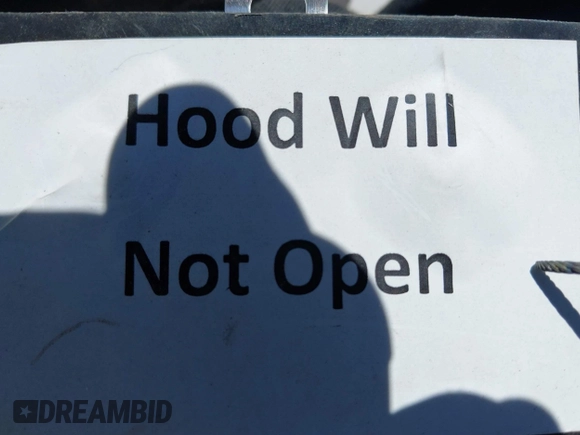 Hood Will
Not Open
DREAMBID